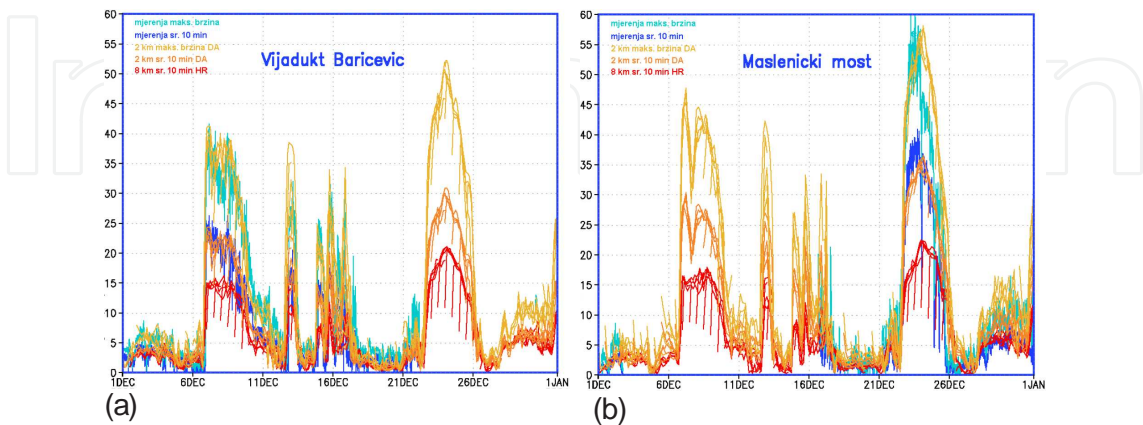 mjerenja maks. brzina
mjerenja sr. 10 min
2 km maks. brzina DA
2 km sr. 10 min DA
8 km sr. 10 min HR
Vijadukt Baricevic
60
55
50
45
40
35
30
25
20
15
10
5
0
1DEC 6DEC 11DEC 16DEC 21DEC 26DEC 1JAN
(a)
mjerenja maks. brzina
mjerenja sr. 10 min
2 km maks. brzina DA
2 km sr. 10 min DA
8 km sr. 10 min HR
Maslenicki most
60
55
50
45
40
35
30
25
20
15
10
5
0
1DEC 6DEC 11DEC 16DEC 21DEC 26DEC 1JAN
(b)